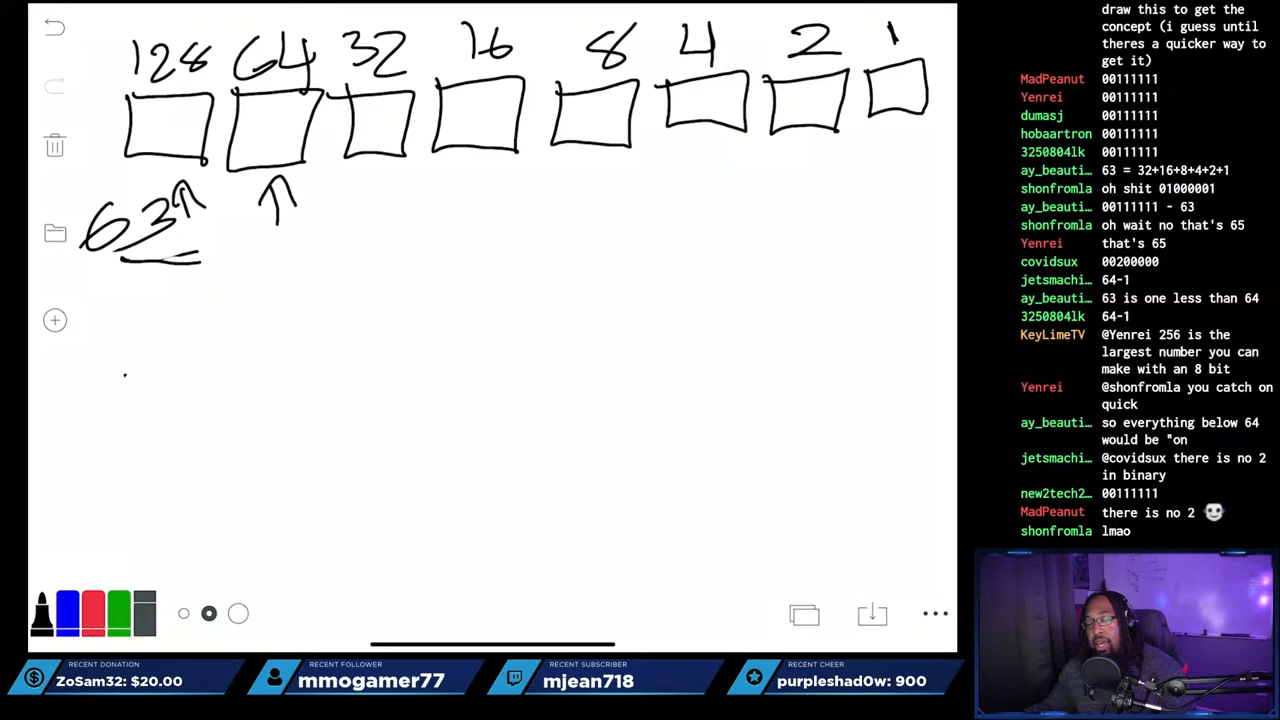 128 64 32 16 8 4 2 1
63
draw this to get the
concept (i guess until
theres a quicker way to
get it)
MadPeanut 00111111
Yenrei 00111111
dumasj 00111111
hobaartron 00111111
3250804lk 00111111
ay_beauti… 63 = 32+16+8+4+2+1
shonfromla oh shit 01000001
ay_beauti… 00111111 - 63
shonfromla oh wait no that's 65
Yenrei that's 65
covidsux 00200000
jetsmachi… 64-1
ay_beauti… 63 is one less than 64
3250804lk 64-1
KeyLimeTV @Yenrei 256 is the
largest number you can
make with an 8 bit
Yenrei @shonfromla you catch on
quick
ay_beauti… so everything below 64
would be "on
jetsmachi… @covidsux there is no 2
in binary
new2tech2… 00111111
MadPeanut there is no 2
shonfromla lmao
RECENT DONATION
ZoSam32: $20.00
RECENT FOLLOWER
mmogamer77
RECENT SUBSCRIBER
mjean718
RECENT CHEER
purpleshad0w: 900